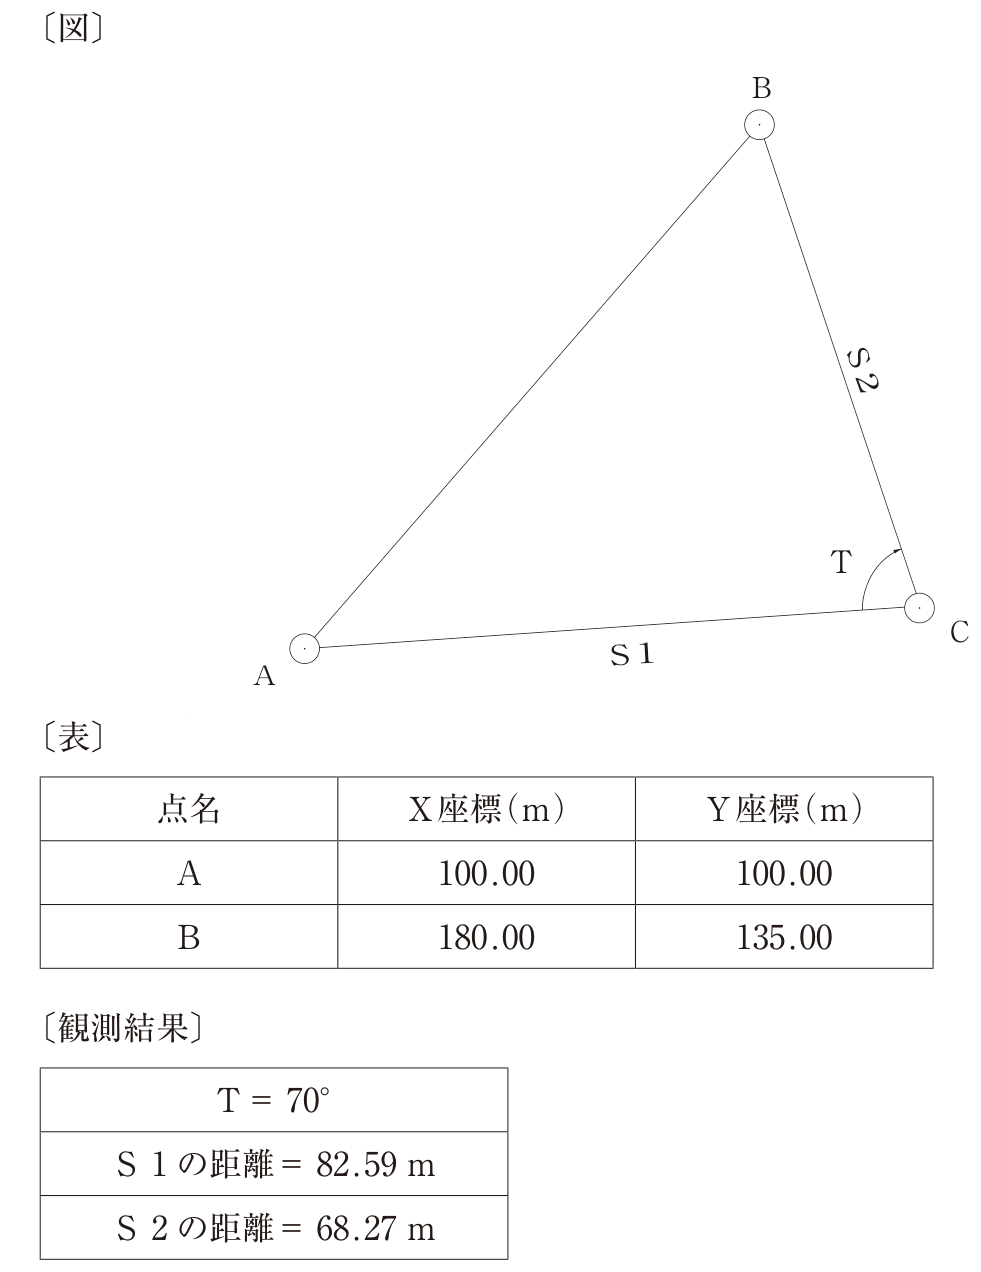 〔図〕
B
S2
T
C
S1
A
〔表〕
点名 X座標(m) Y座標(m)
A 100.00 100.00
B 180.00 135.00
〔観測結果〕
T = 70°
S 1の距離= 82.59 m
S 2の距離= 68.27 m